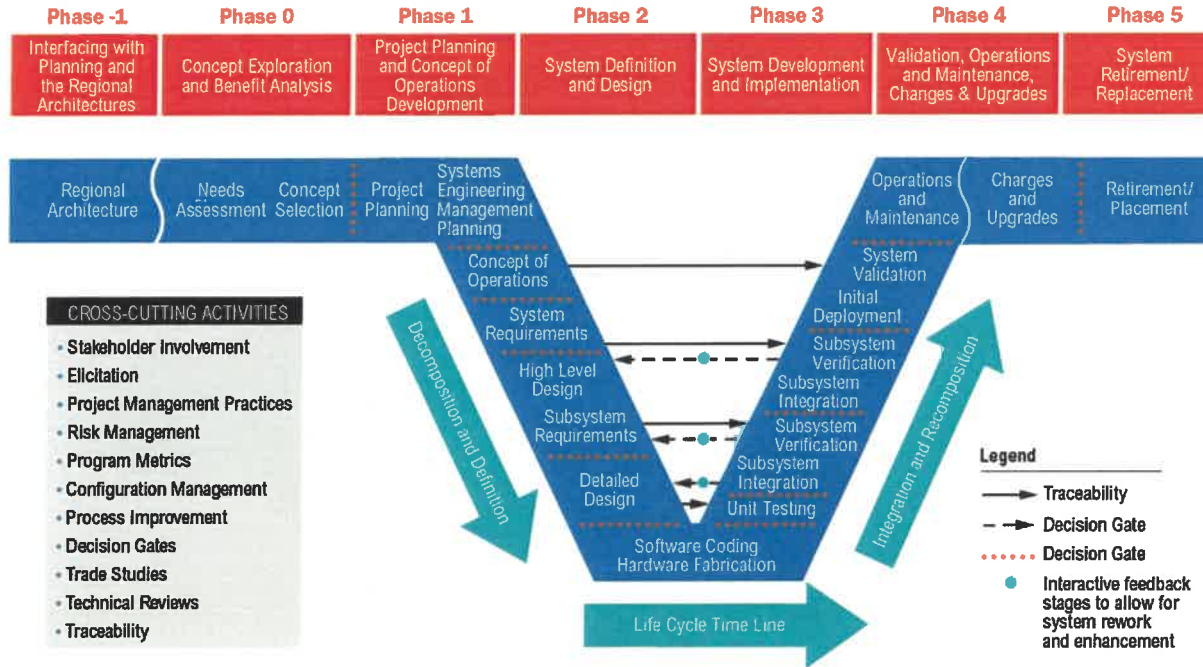 Phase -1
Phase 0
Phase 1
Phase 2
Phase 3
Phase 4
Phase 5
Interfacing with
Planning and
the Regional
Architectures
Concept Exploration
and Benefit Analysis
Project Planning
and Concept of
Operations
Development
System Definition
and Design
System Development
and Implementation
Validation, Operations
and Maintenance,
Changes & Upgrades
System
Retirement/
Replacement
Regional
Architecture
Needs
Assessment
Concept
Selection
Project
Planning
Systems
Engineering
Management
Planning
Operations
and
Maintenance
Charges
and
Upgrades
Retirement/
Placement
Concept of
Operations
System
Validation
Initial
Deployment
System
Requirements
Subsystem
Verification
High Level
Design
Subsystem
Integration
Subsystem
Requirements
Subsystem
Verification
Detailed
Design
Subsystem
Integration
Unit Testing
Software Coding
Hardware Fabrication
Decomposition and Definition
Integration and Recomposition
Life Cycle Time Line
CROSS-CUTTING ACTIVITIES
• Stakeholder Involvement
• Elicitation
• Project Management Practices
• Risk Management
• Program Metrics
• Configuration Management
• Process Improvement
• Decision Gates
• Trade Studies
• Technical Reviews
• Traceability
Legend
Traceability
Decision Gate
Decision Gate
Interactive feedback
stages to allow for
system rework
and enhancement